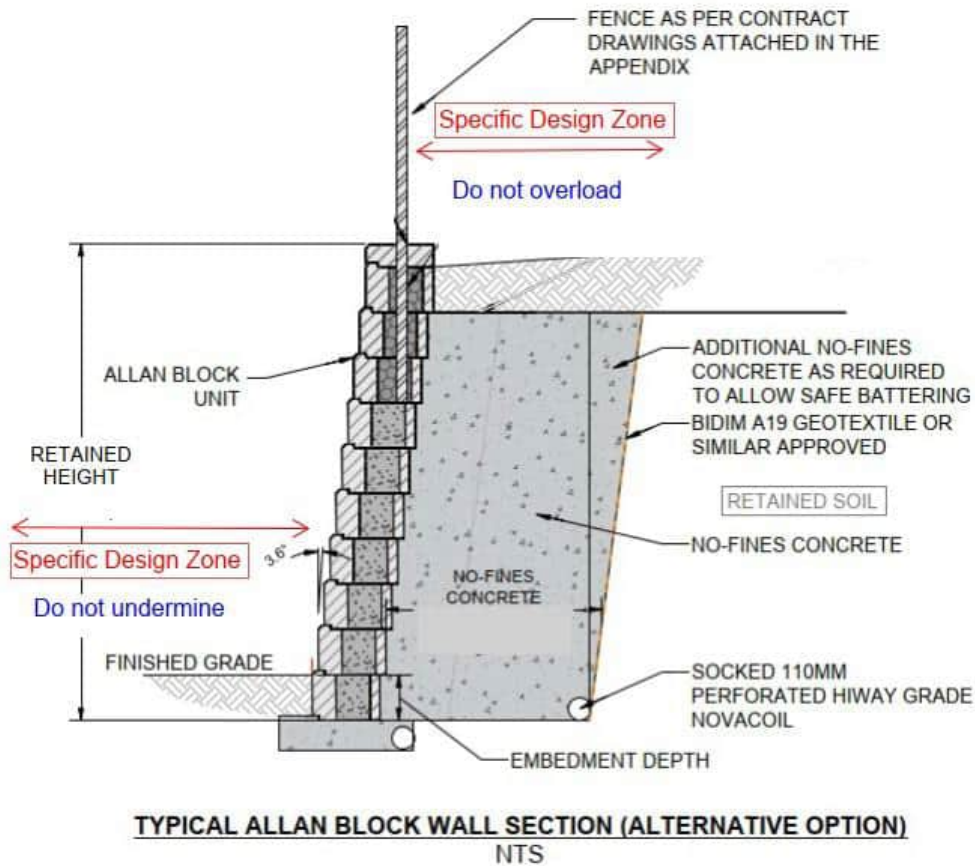 FENCE AS PER CONTRACT
DRAWINGS ATTACHED IN THE
APPENDIX
Specific Design Zone
Do not overload
ALLAN BLOCK
UNIT
RETAINED
HEIGHT
ADDITIONAL NO-FINES
CONCRETE AS REQUIRED
TO ALLOW SAFE BATTERING
BIDIM A19 GEOTEXTILE OR
SIMILAR APPROVED
RETAINED SOIL
NO-FINES CONCRETE
Specific Design Zone
3.6°
Do not undermine
NO-FINES
CONCRETE
FINISHED GRADE
SOCKED 110MM
PERFORATED HIWAY GRADE
NOVACOIL
EMBEDMENT DEPTH
TYPICAL ALLAN BLOCK WALL SECTION (ALTERNATIVE OPTION)
NTS